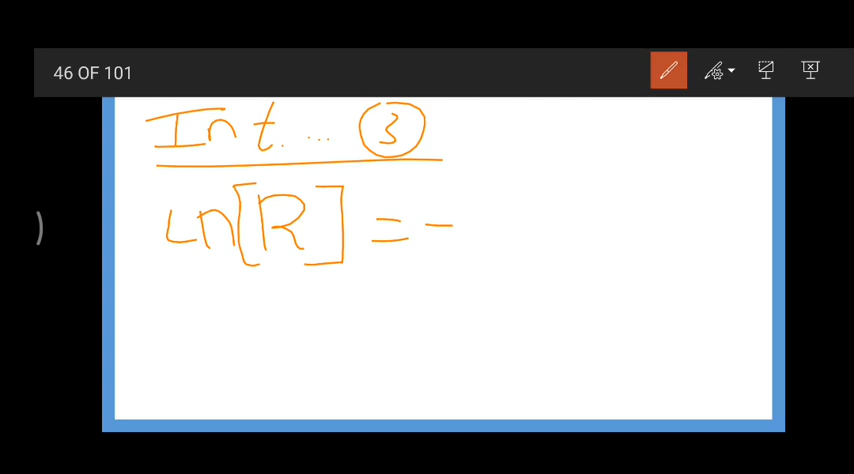 46 OF 101
Int. ... ③
Ln[R] = -